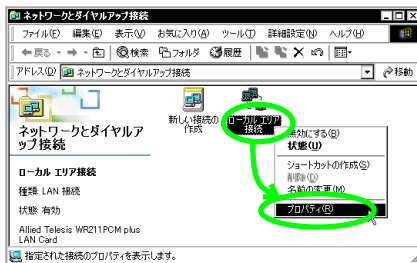 ネットワークとダイヤルアップ接続
ファイル(F) 編集(E) 表示(V) お気に入り(A) ツール(T) 詳細設定(N) ヘルプ(H)
戻る 検索 フォルダ 履歴
アドレス(D) ネットワークとダイヤルアップ接続 移動
ネットワークとダイヤルア
ップ接続
新しい接続の
作成
ローカル エリア
接続
ローカル エリア接続
種類: LAN 接続
状態: 有効
Allied Telesis WR211PCM plus
LAN Card
無効にする(B)
状態(U)
ショートカットの作成(S)
削除(D)
名前の変更(M)
プロパティ(R)
指定された接続のプロパティを表示します。